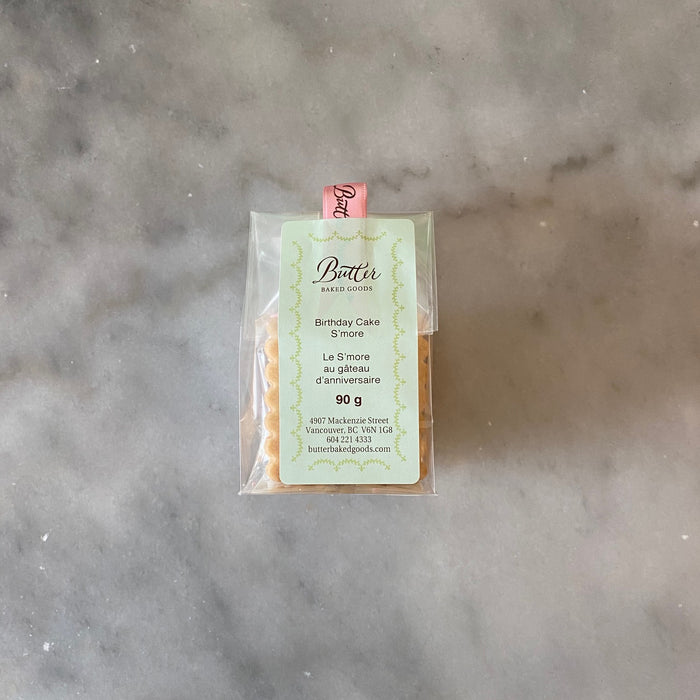 Butter
Butter
BAKED GOODS
Birthday Cake
S'more
Le S'more
au gâteau
d'anniversaire
90 g
4907 Mackenzie Street
Vancouver, BC V6N 1G8
604 221 4333
butterbakedgoods.com